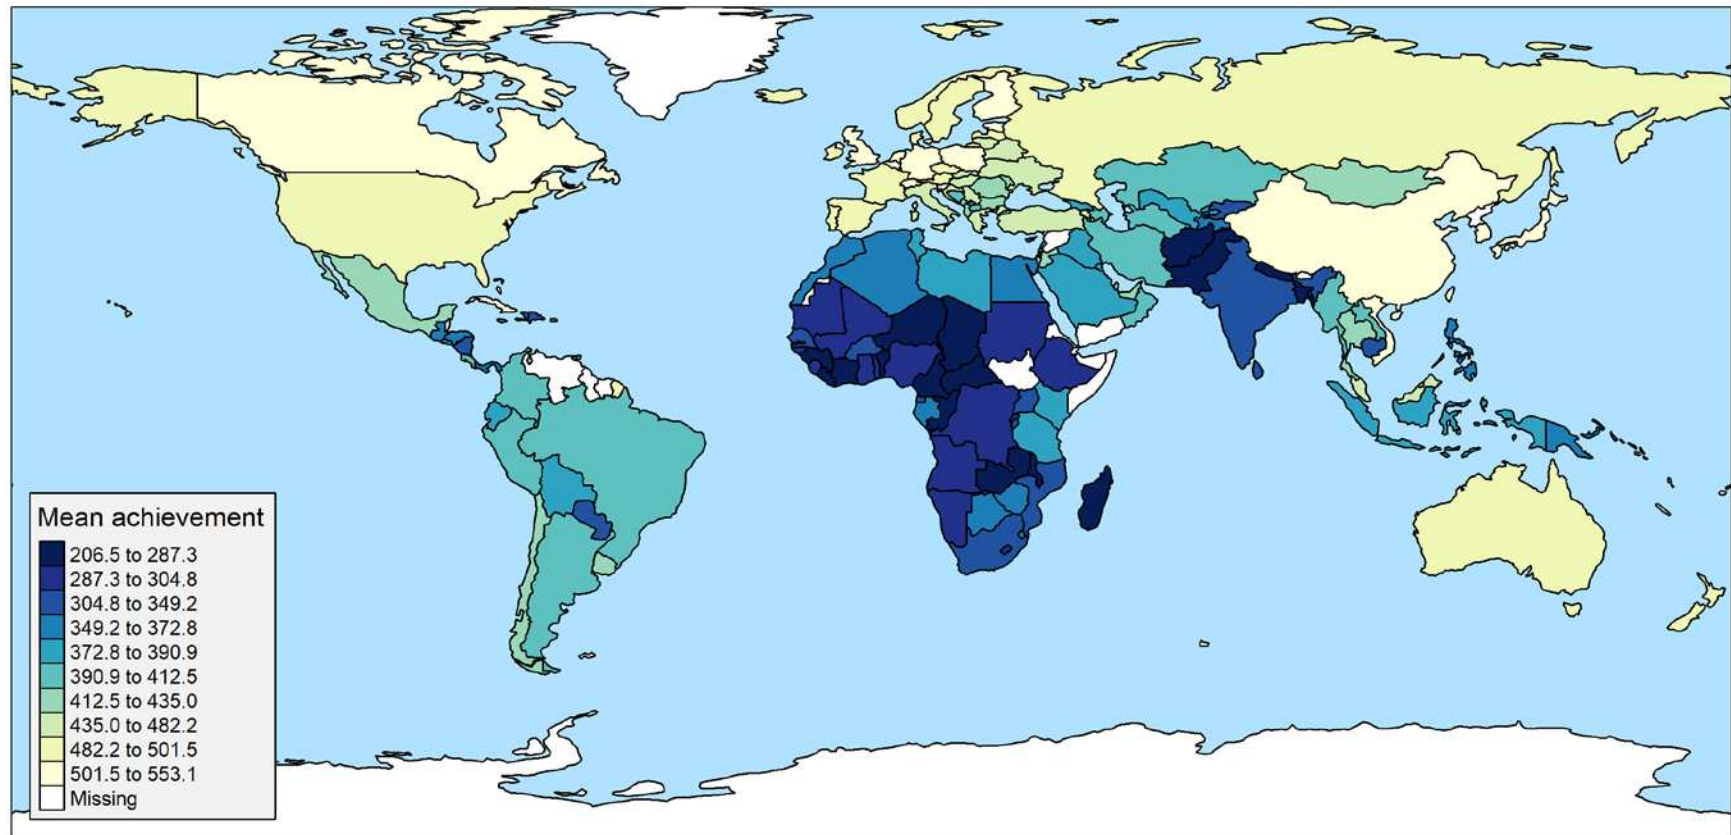 Mean achievement
206.5 to 287.3
287.3 to 304.8
304.8 to 349.2
349.2 to 372.8
372.8 to 390.9
390.9 to 412.5
412.5 to 435.0
435.0 to 482.2
482.2 to 501.5
501.5 to 553.1
Missing